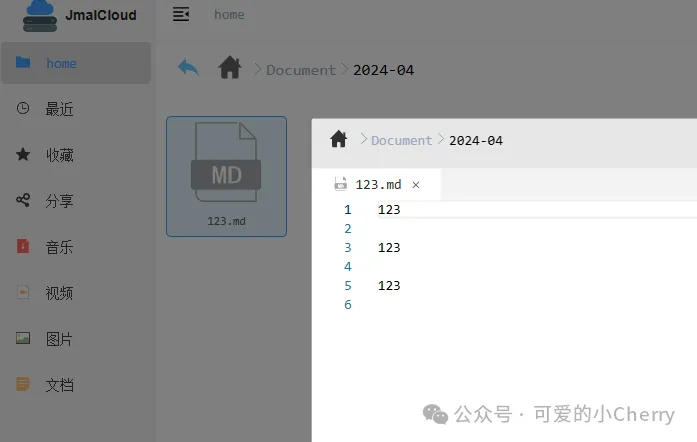 JmalCloud
home
最近
收藏
分享
音乐
视频
图片
文档
home
Document 2024-04
MD
123.md
Document 2024-04
123.md ×
1 123
2
3 123
4
5 123
6
公众号 · 可爱的小Cherry